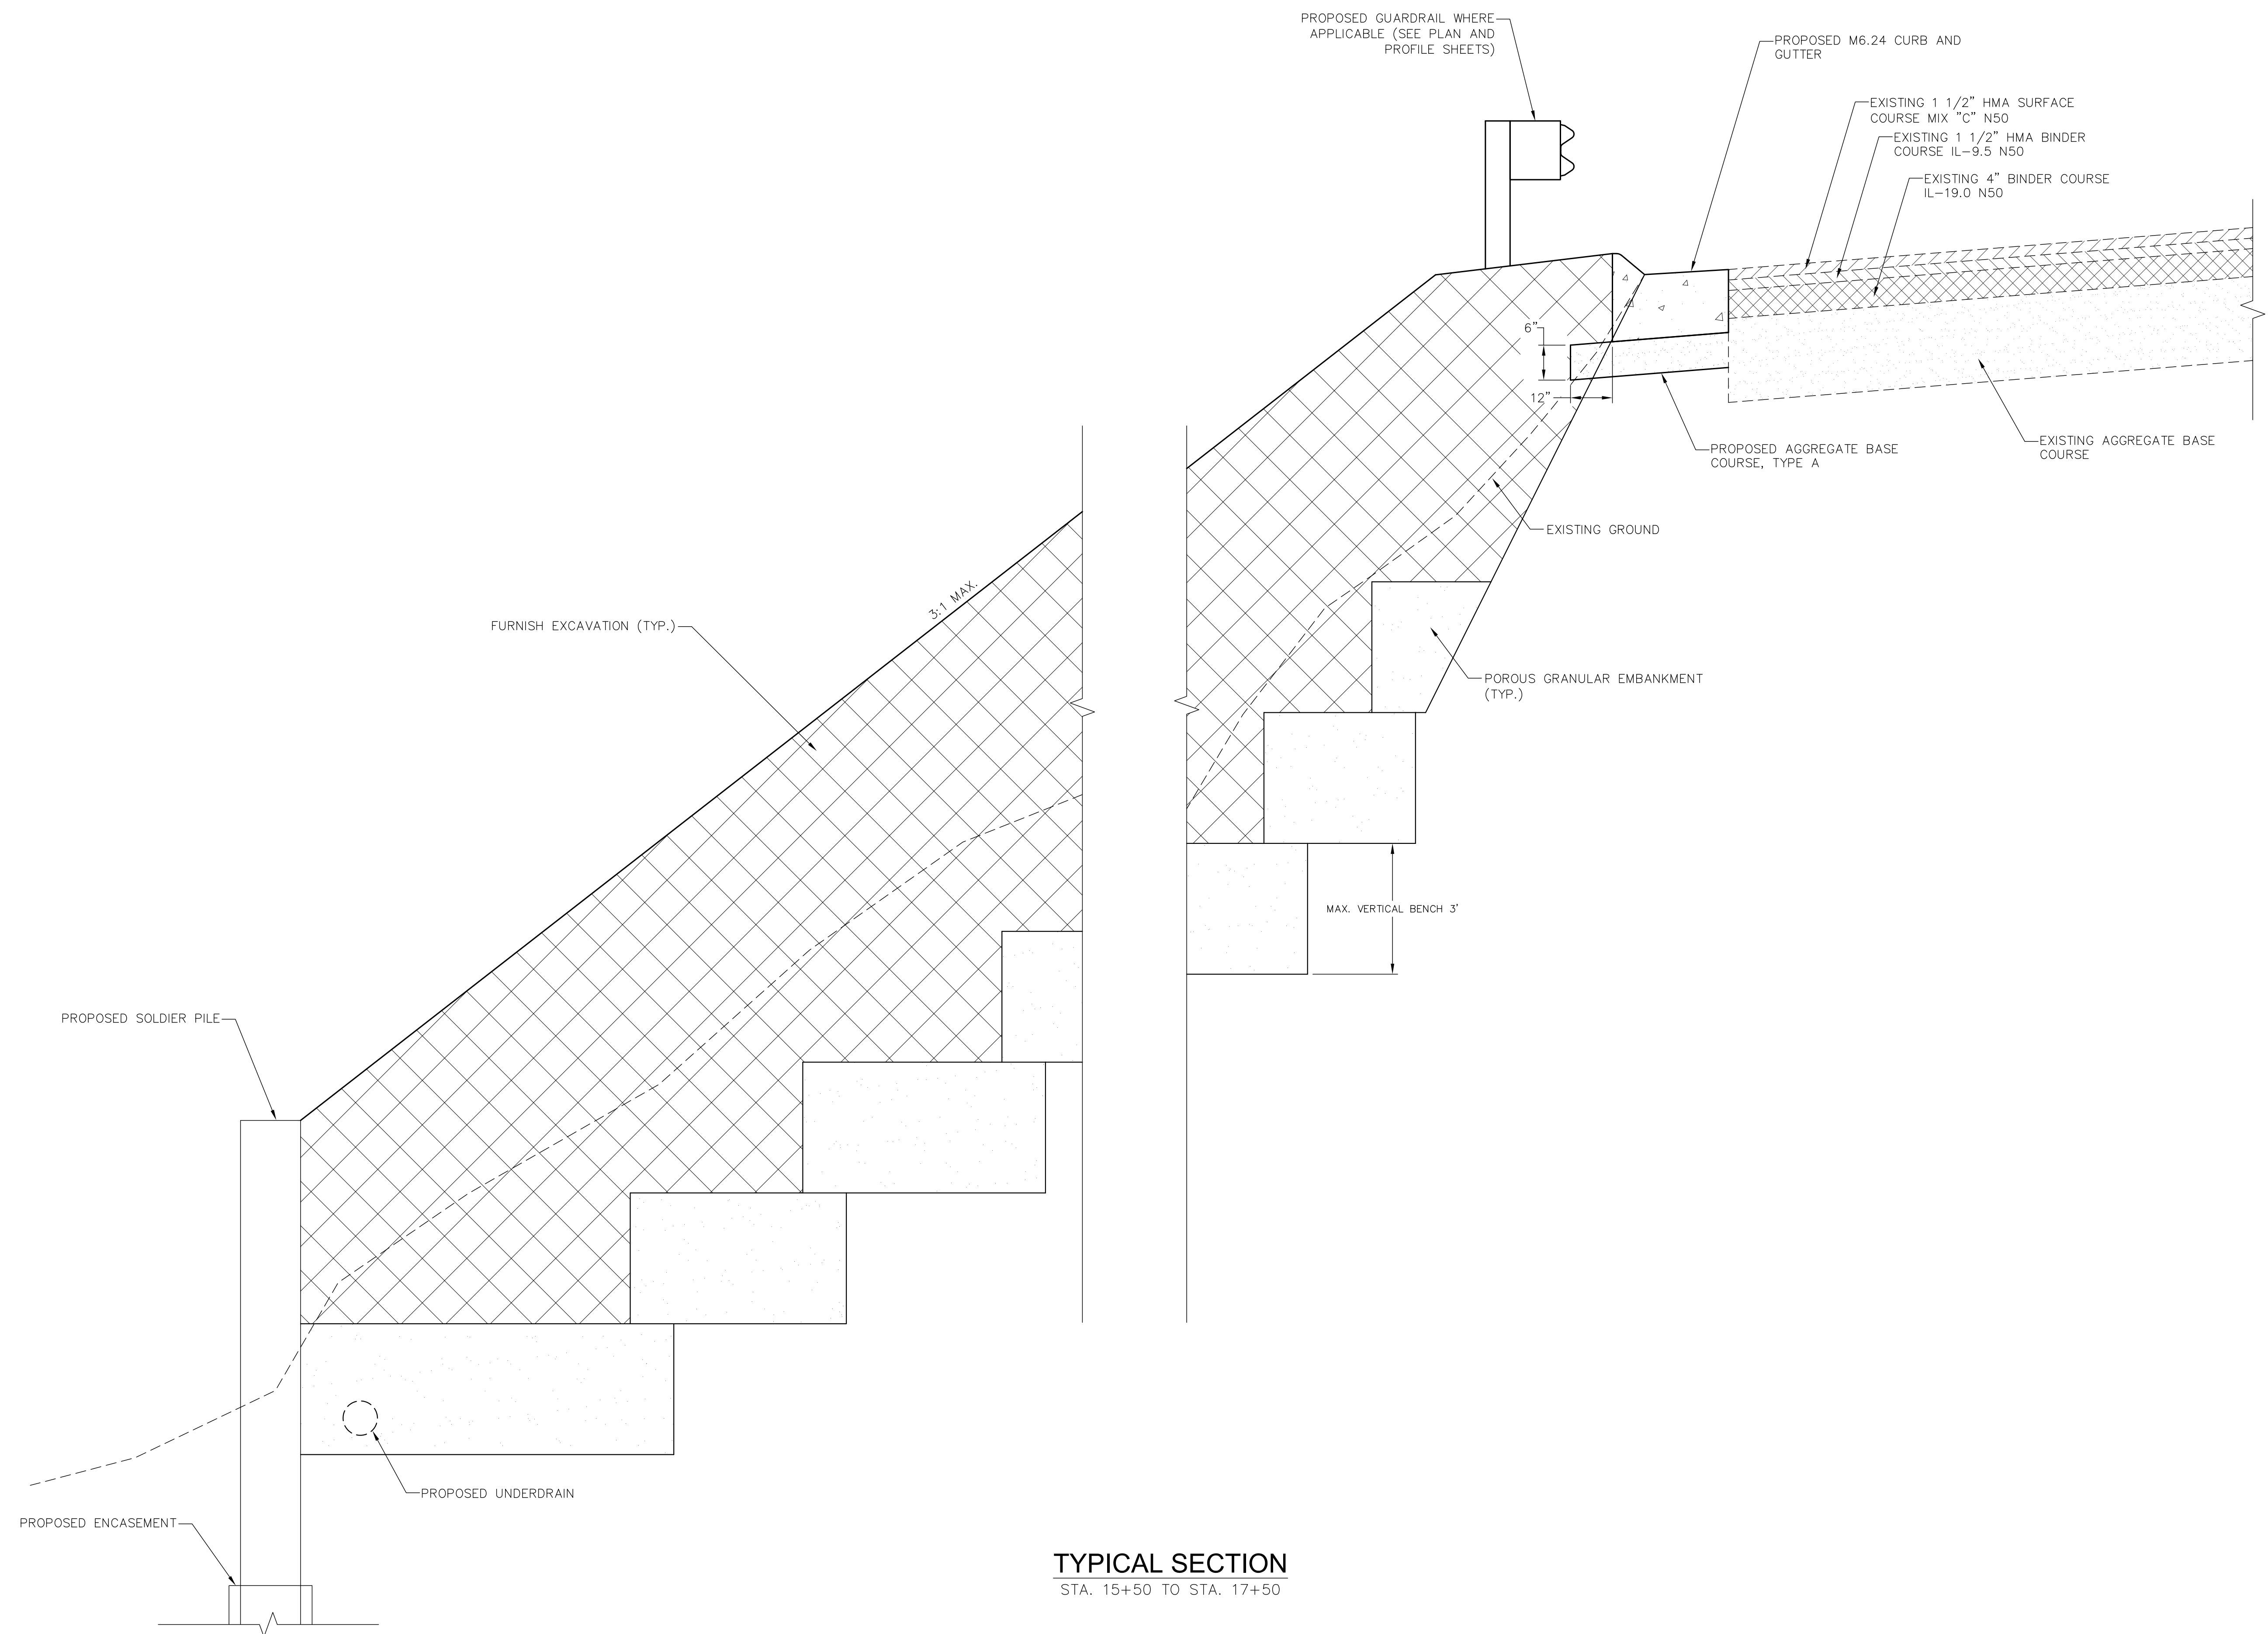 PROPOSED GUARDRAIL WHERE
APPLICABLE (SEE PLAN AND
PROFILE SHEETS)
PROPOSED M6.24 CURB AND
GUTTER
EXISTING 1 1/2" HMA SURFACE
COURSE MIX "C" N50
EXISTING 1 1/2" HMA BINDER
COURSE IL-9.5 N50
EXISTING 4" BINDER COURSE
IL-19.0 N50
6"
12"
PROPOSED AGGREGATE BASE
COURSE, TYPE A
EXISTING AGGREGATE BASE
COURSE
EXISTING GROUND
3:1 MAX.
FURNISH EXCAVATION (TYP.)
POROUS GRANULAR EMBANKMENT
(TYP.)
MAX. VERTICAL BENCH 3'
PROPOSED SOLDIER PILE
PROPOSED UNDERDRAIN
PROPOSED ENCASEMENT
TYPICAL SECTION
STA. 15+50 TO STA. 17+50